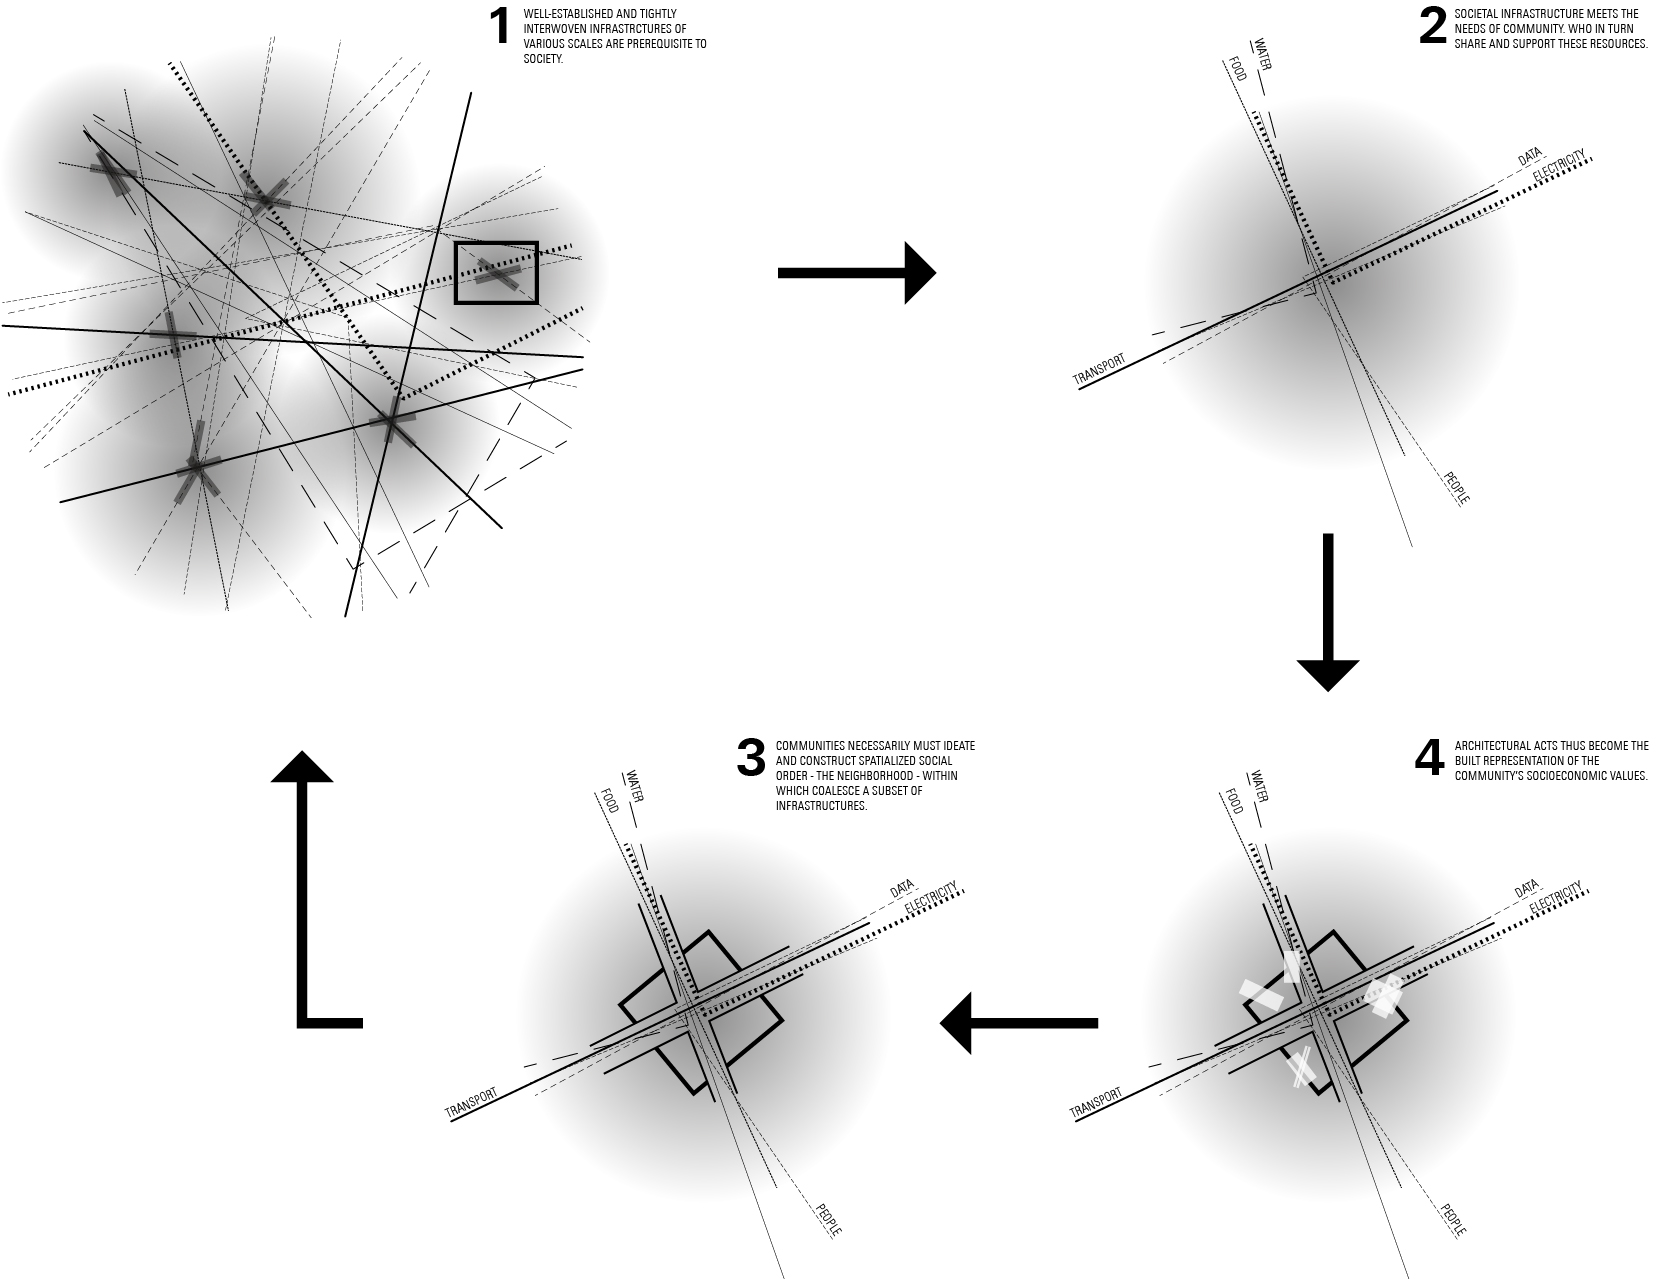 1
WELL-ESTABLISHED AND TIGHTLY
INTERWOVEN INFRASTRCTURES OF
VARIOUS SCALES ARE PREREQUISITE TO
SOCIETY.
2
SOCIETAL INFRASTRUCTURE MEETS THE
NEEDS OF COMMUNITY. WHO IN TURN
SHARE AND SUPPORT THESE RESOURCES.
WATER
FOOD
DATA
ELECTRICITY
TRANSPORT
PEOPLE
3
COMMUNITIES NECESSARILY MUST IDEATE
AND CONSTRUCT SPATIALIZED SOCIAL
ORDER - THE NEIGHBORHOOD - WITHIN
WHICH COALESCE A SUBSET OF
INFRASTRUCTURES.
WATER
FOOD
DATA
ELECTRICITY
TRANSPORT
PEOPLE
4
ARCHITECTURAL ACTS THUS BECOME THE
BUILT REPRESENTATION OF THE
COMMUNITY'S SOCIOECONOMIC VALUES.
WATER
FOOD
DATA
ELECTRICITY
TRANSPORT
PEOPLE